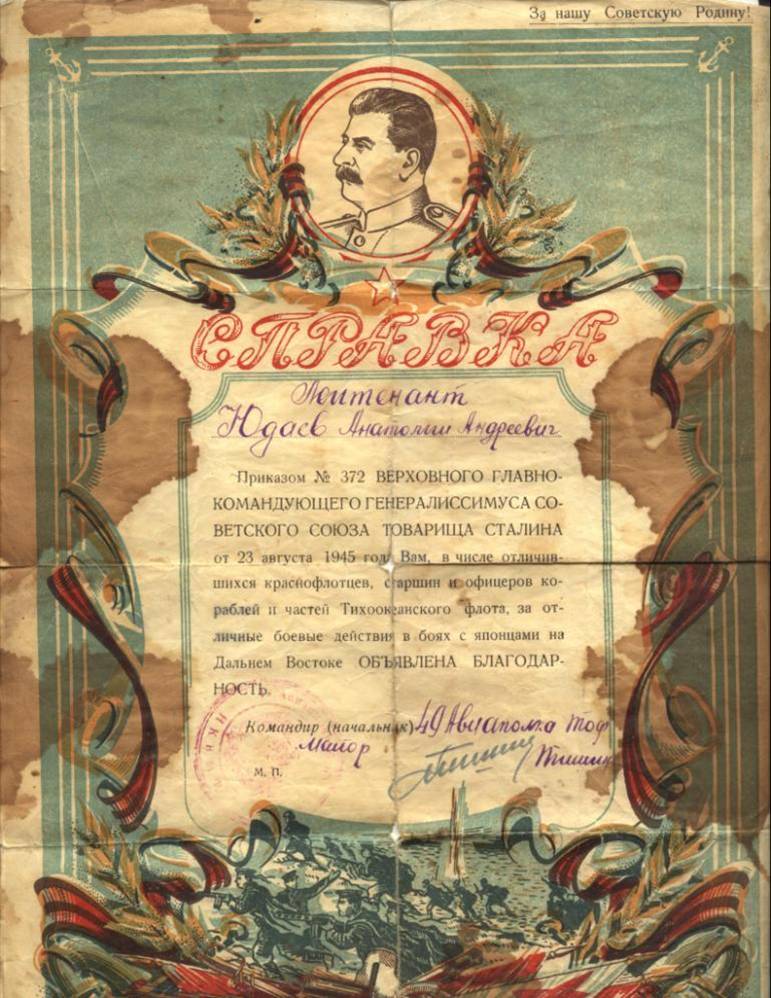 За нашу Советскую Родину!
СПРАВКА
Лейтенант
Юдаев Анатолии Андреевич
Приказом № 372 ВЕРХОВНОГО ГЛАВНО-
КОМАНДУЮЩЕГО ГЕНЕРАЛИССИМУСА СО-
ВЕТСКОГО СОЮЗА ТОВАРИЩА СТАЛИНА
от 23 августа 1945 года Вам, в числе отличив-
шихся краснофлотцев, старшин и офицеров ко-
раблей и частей Тихоокеанского флота, за от-
личные боевые действия в боях с японцами на
Дальнем Востоке ОБЪЯВЛЕНА БЛАГОДАР-
НОСТЬ.
Командир (начальник) 49 Авиаполка тоф
Майор
М. П.